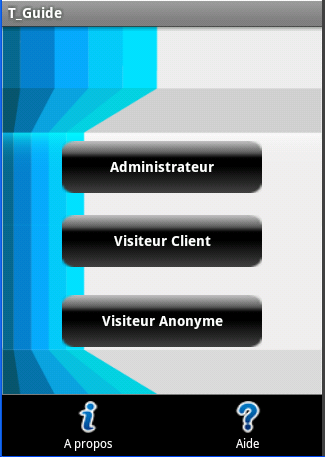 T_Guide
Administrateur
Visiteur Client
Visiteur Anonyme
A propos
Aide